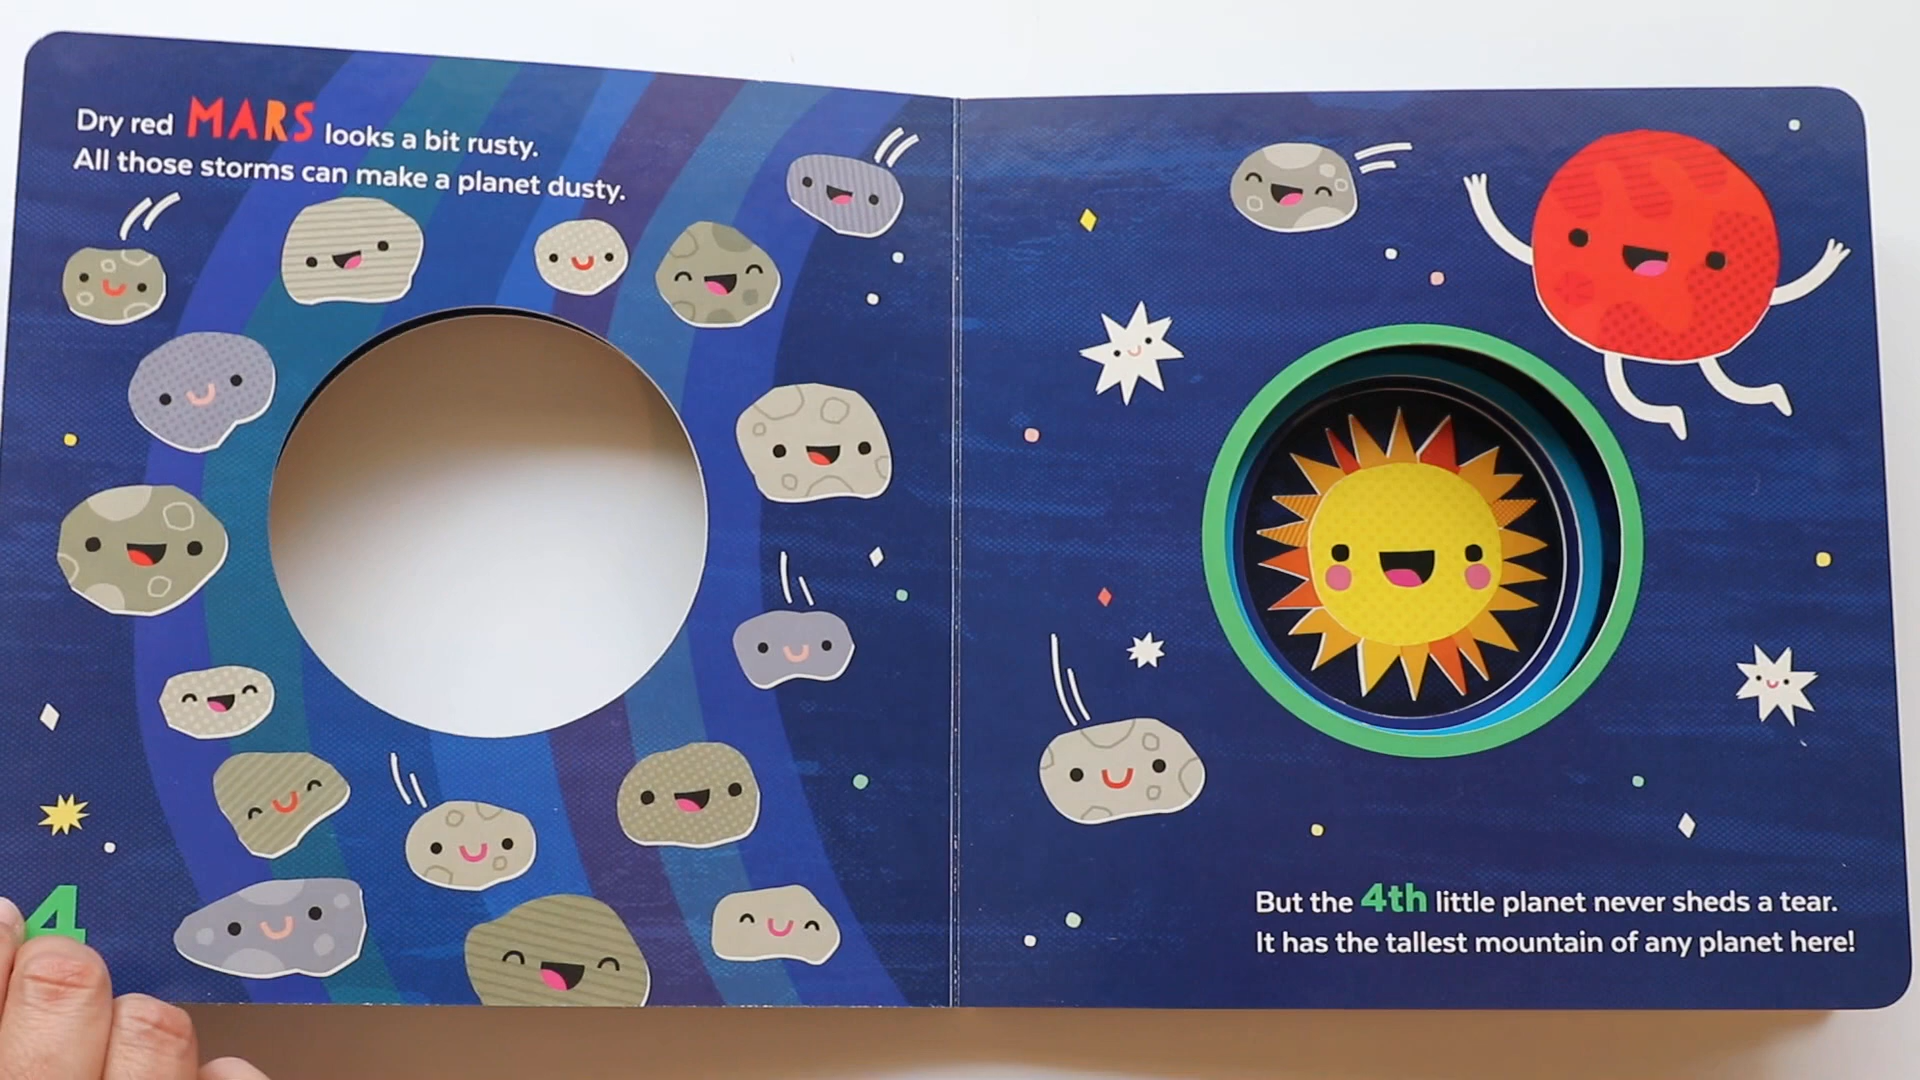 Dry red MARS looks a bit rusty.
All those storms can make a planet dusty.
4
But the 4th little planet never sheds a tear.
It has the tallest mountain of any planet here!